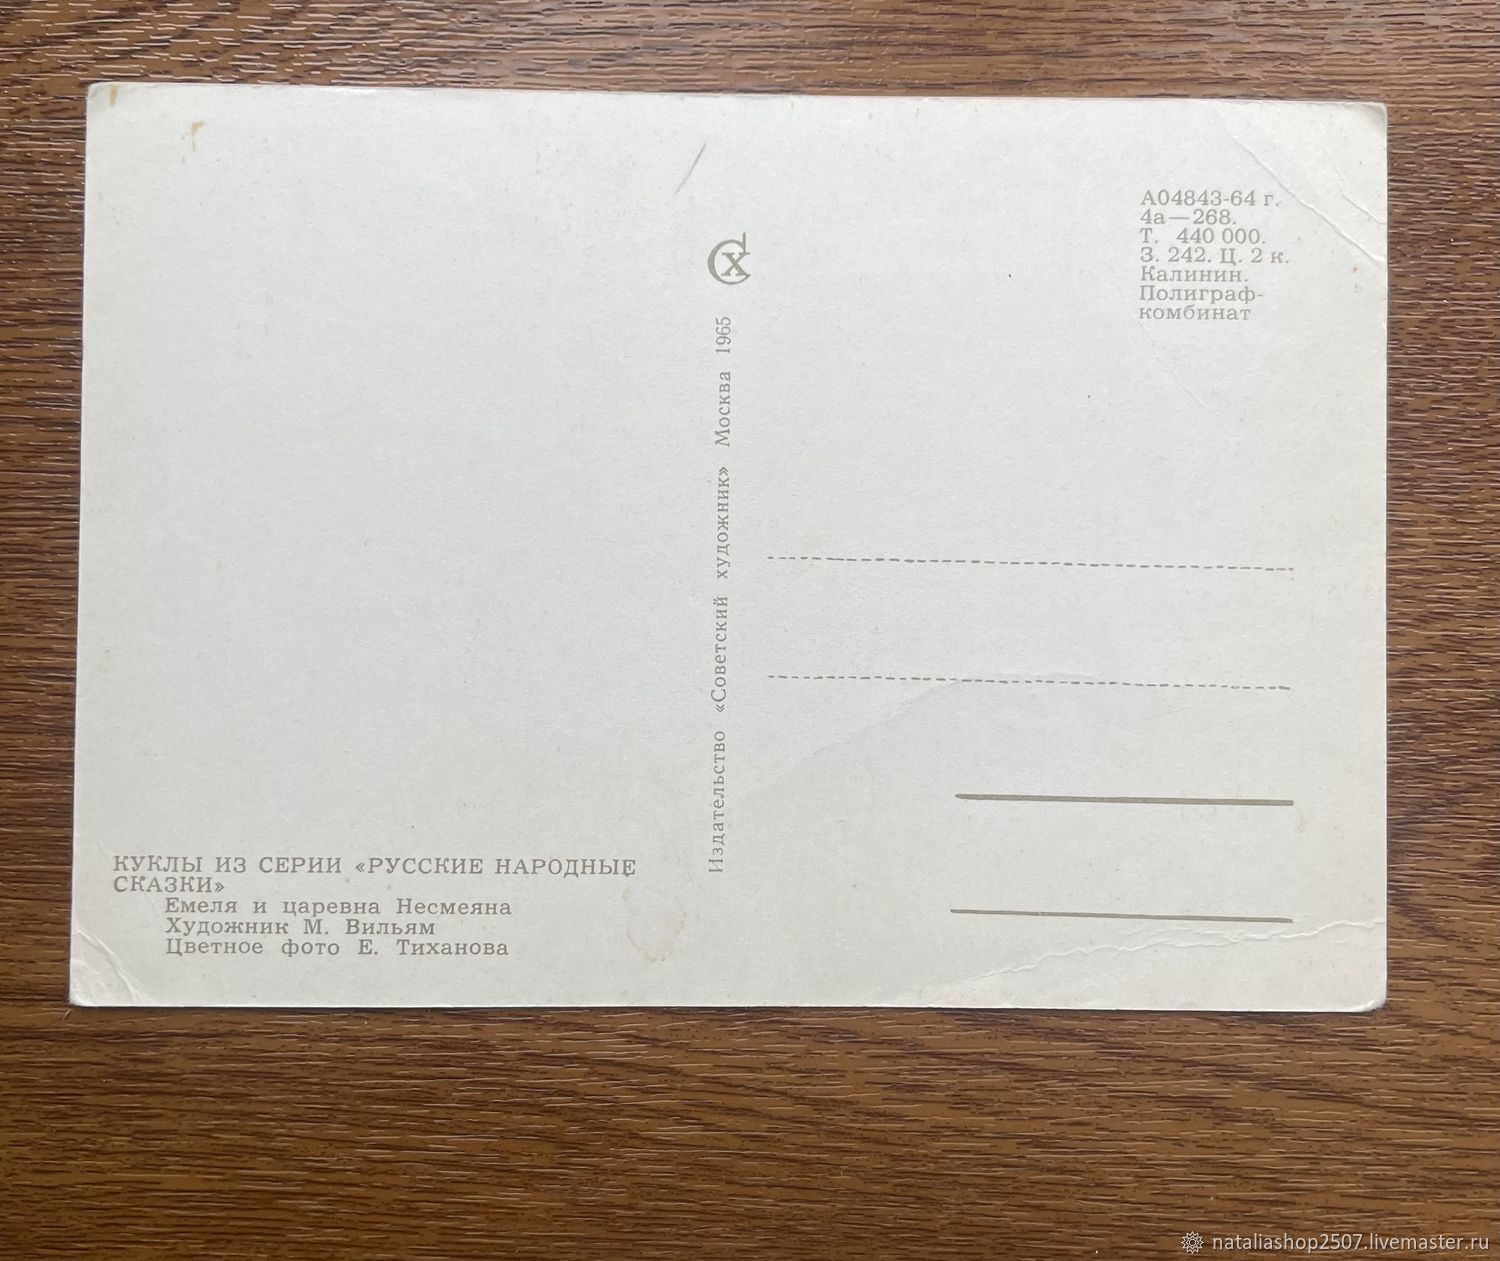 А04843-64 г.
4а—268.
Т. 440 000.
З. 242. Ц. 2 к.
Калинин.
Полиграф-
комбинат
СХ
Издательство «Советский художник» Москва 1965
КУКЛЫ ИЗ СЕРИИ «РУССКИЕ НАРОДНЫЕ
СКАЗКИ»
Емеля и царевна Несмеяна
Художник М. Вильям
Цветное фото Е. Тиханова
nataliashop2507.livemaster.ru